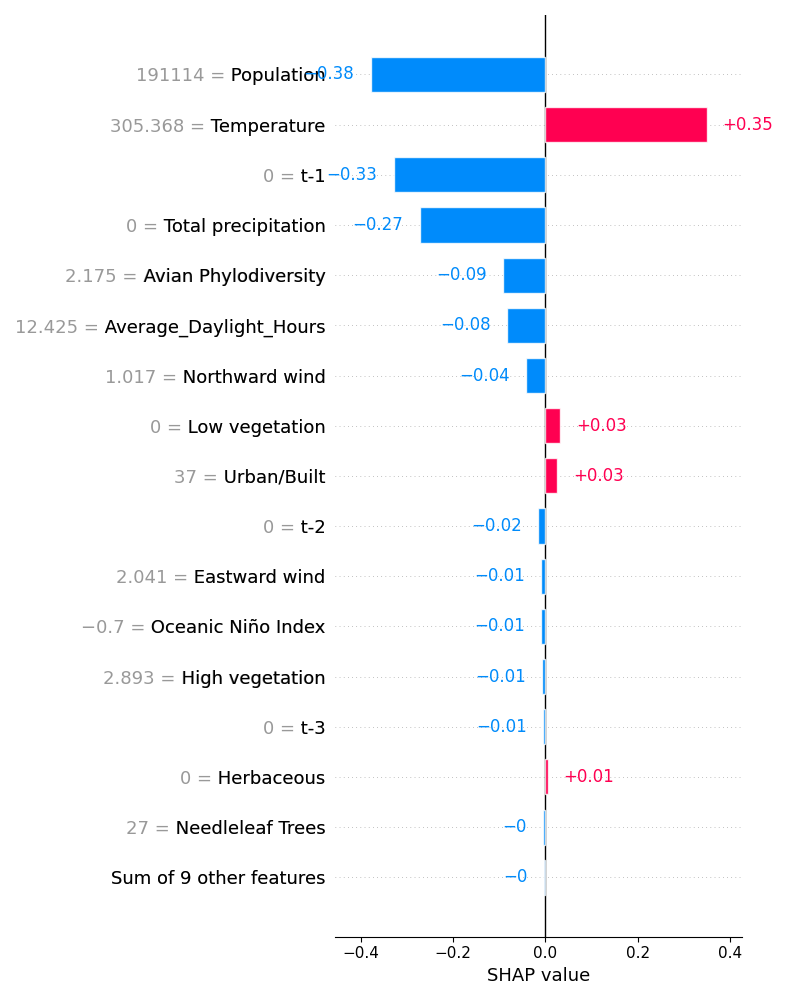 191114 = Population −0.38
305.368 = Temperature +0.35
0 = t-1 −0.33
0 = Total precipitation −0.27
2.175 = Avian Phylodiversity −0.09
12.425 = Average_Daylight_Hours −0.08
1.017 = Northward wind −0.04
0 = Low vegetation +0.03
37 = Urban/Built +0.03
0 = t-2 −0.02
2.041 = Eastward wind −0.01
−0.7 = Oceanic Niño Index −0.01
2.893 = High vegetation −0.01
0 = t-3 −0.01
0 = Herbaceous +0.01
27 = Needleleaf Trees −0
Sum of 9 other features −0
−0.4 −0.2 0.0 0.2 0.4
SHAP value